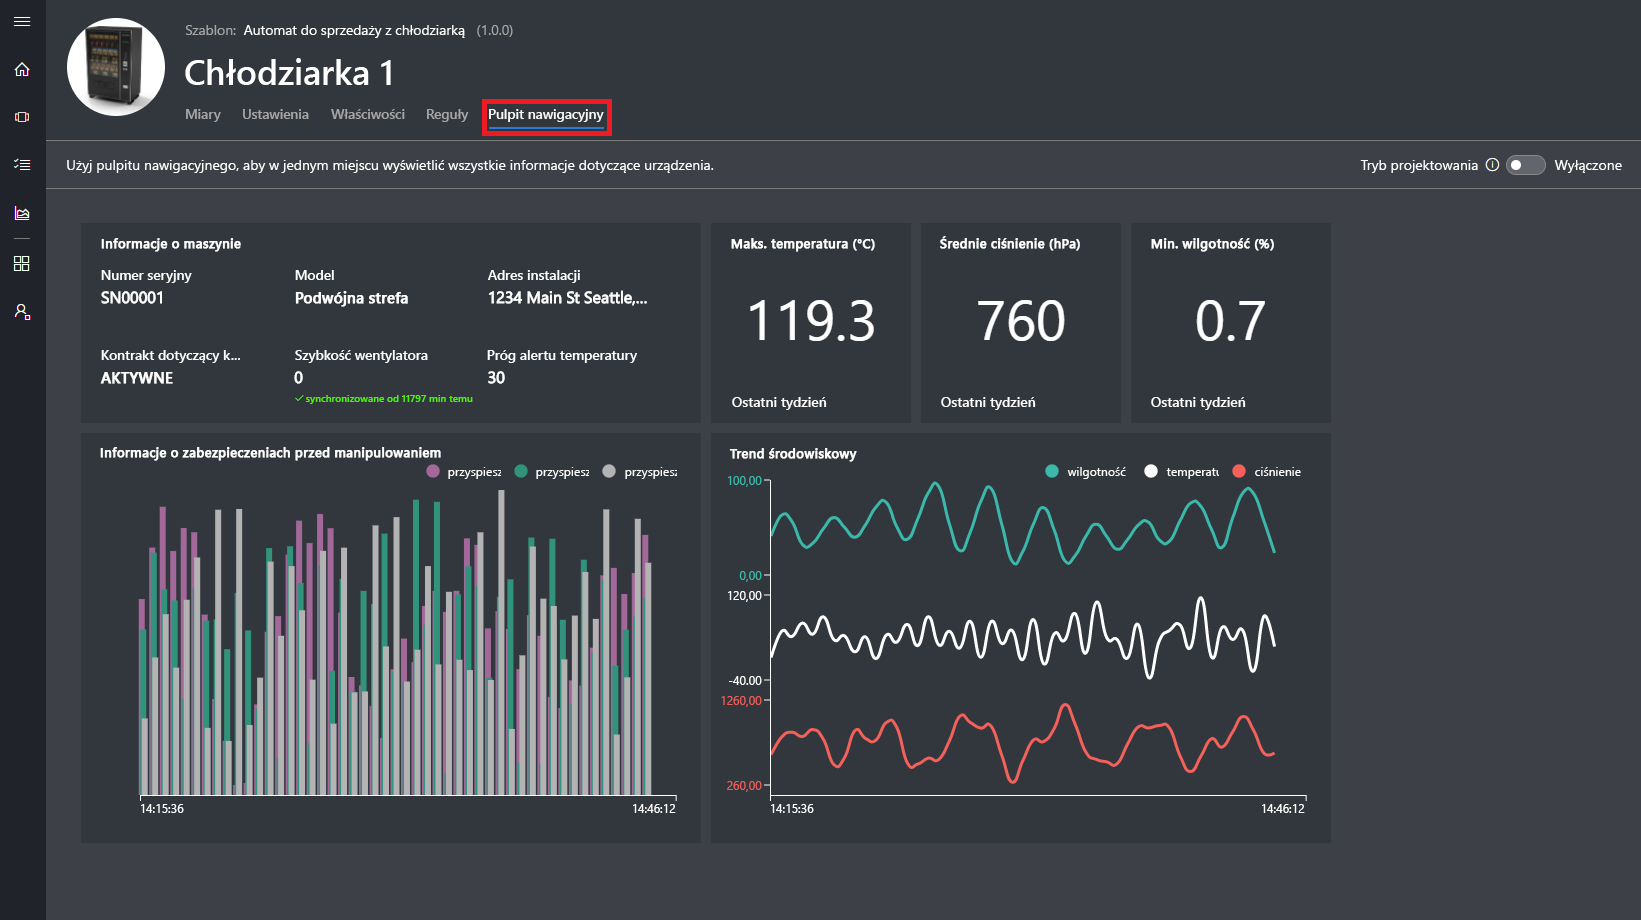 Szablon: Automat do sprzedaży z chłodziarką (1.0.0)
Chłodziarka 1
Miary Ustawienia Właściwości Reguły Pulpit nawigacyjny
Użyj pulpitu nawigacyjnego, aby w jednym miejscu wyświetlić wszystkie informacje dotyczące urządzenia.
Tryb projektowania Wyłączone
Informacje o maszynie
Numer seryjny Model Adres instalacji
SN00001 Podwójna strefa 1234 Main St Seattle,...
Kontrakt dotyczący k... Szybkość wentylatora Próg alertu temperatury
AKTYWNE 0 30
synchronizowane od 11797 min temu
Maks. temperatura (°C)
119.3
Ostatni tydzień
Średnie ciśnienie (hPa)
760
Ostatni tydzień
Min. wilgotność (%)
0.7
Ostatni tydzień
Informacje o zabezpieczeniach przed manipulowaniem
przyspiesz przyspiesz przyspiesz
14:15:36 14:46:12
Trend środowiskowy
wilgotność temperatu ciśnienie
100,00
0,00
120,00
-40.00
1260,00
260,00
14:15:36 14:46:12